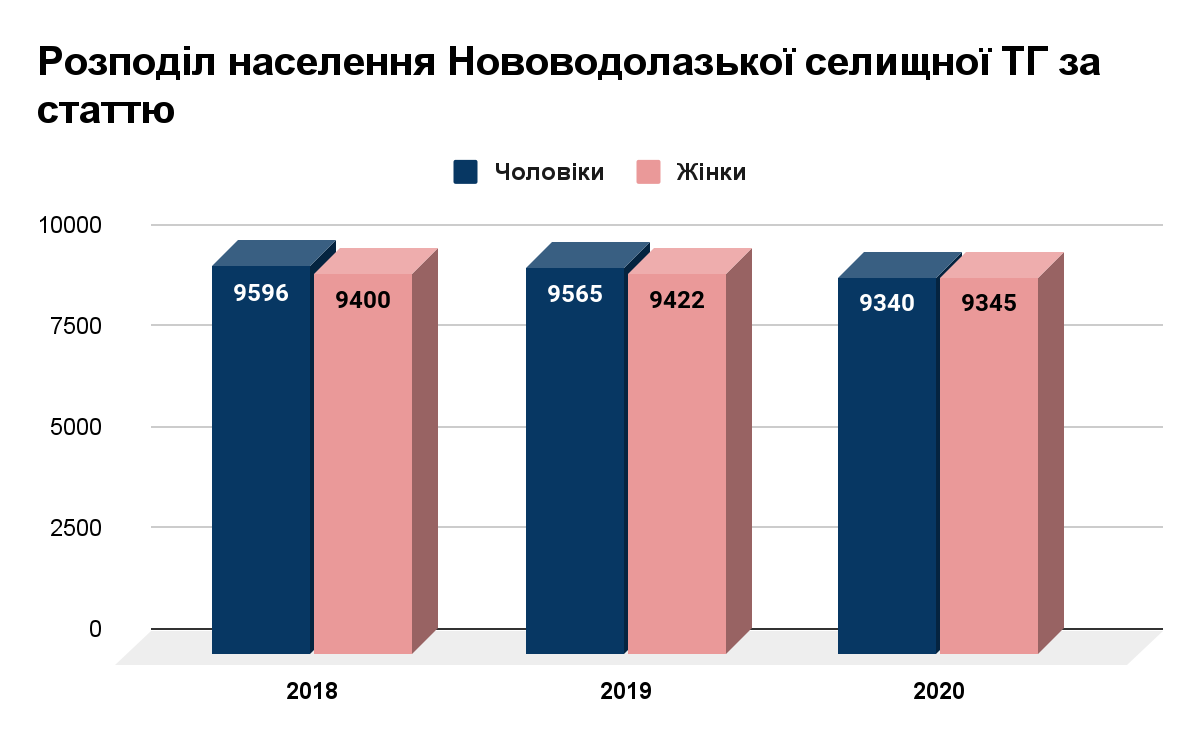 Розподіл населення Нововодолазької селищної ТГ за
статтю
Чоловіки Жінки
10000
7500
5000
2500
0
9596 9400 9565 9422 9340 9345
2018 2019 2020